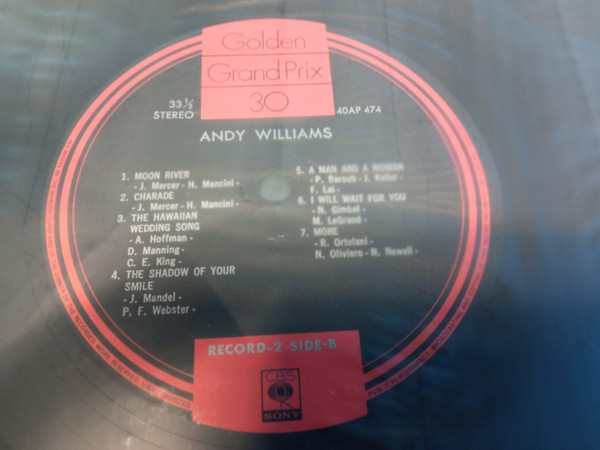 Golden
Grand Prix
30
33 1/3
STEREO
40AP 474
ANDY WILLIAMS
1. MOON RIVER
- J. Mercer - H. Mancini -
2. CHARADE
- J. Mercer - H. Mancini -
3. THE HAWAIIAN
WEDDING SONG
- A. Hoffman -
D. Manning -
C. E. King -
4. THE SHADOW OF YOUR
SMILE
- J. Mandel -
P. F. Webster -
5. A MAN AND A WOMAN
- P. Barouh - J. Keller -
F. Lai -
6. I WILL WAIT FOR YOU
- N. Gimbel -
M. LeGrand -
7. MORE
- R. Ortolani -
N. Oliviero - N. Newell -
RECORD-2 SIDE-B
CBS
SONY